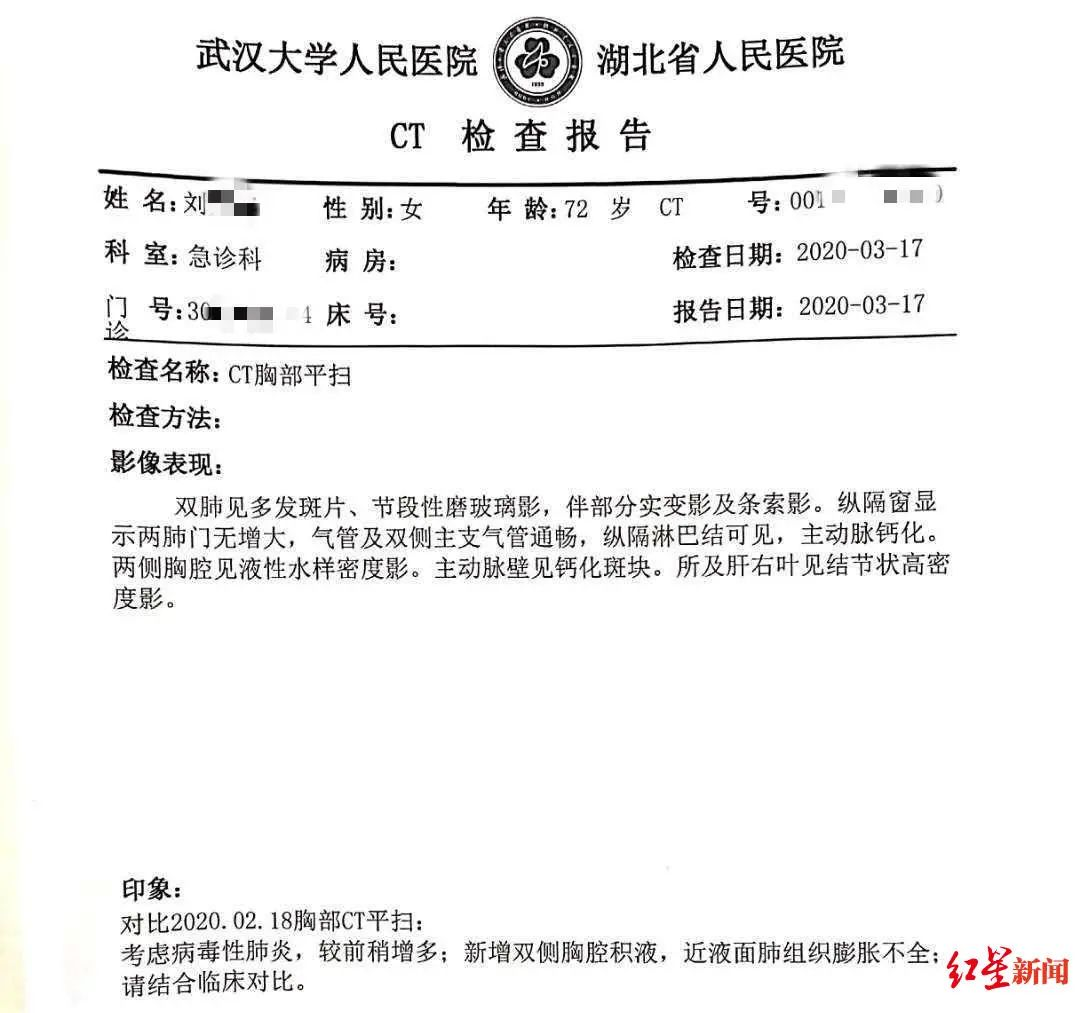 武汉大学人民医院 湖北省人民医院
CT 检查报告
姓名:刘 性别:女 年龄:72 岁 CT 号:001
科室:急诊科 病房: 检查日期: 2020-03-17
门诊号:30 4 床号: 报告日期: 2020-03-17
检查名称:CT胸部平扫
检查方法:
影像表现:
双肺见多发斑片、节段性磨玻璃影，伴部分实变影及条索影。纵隔窗显
示两肺门无增大，气管及双侧主支气管通畅，纵隔淋巴结可见，主动脉钙化。
两侧胸腔见液性水样密度影。主动脉壁见钙化斑块。所及肝右叶见结节状高密
度影。
印象:
对比2020.02.18胸部CT平扫:
考虑病毒性肺炎，较前稍增多；新增双侧胸腔积液，近液面肺组织膨胀不全；
请结合临床对比。
红星新闻